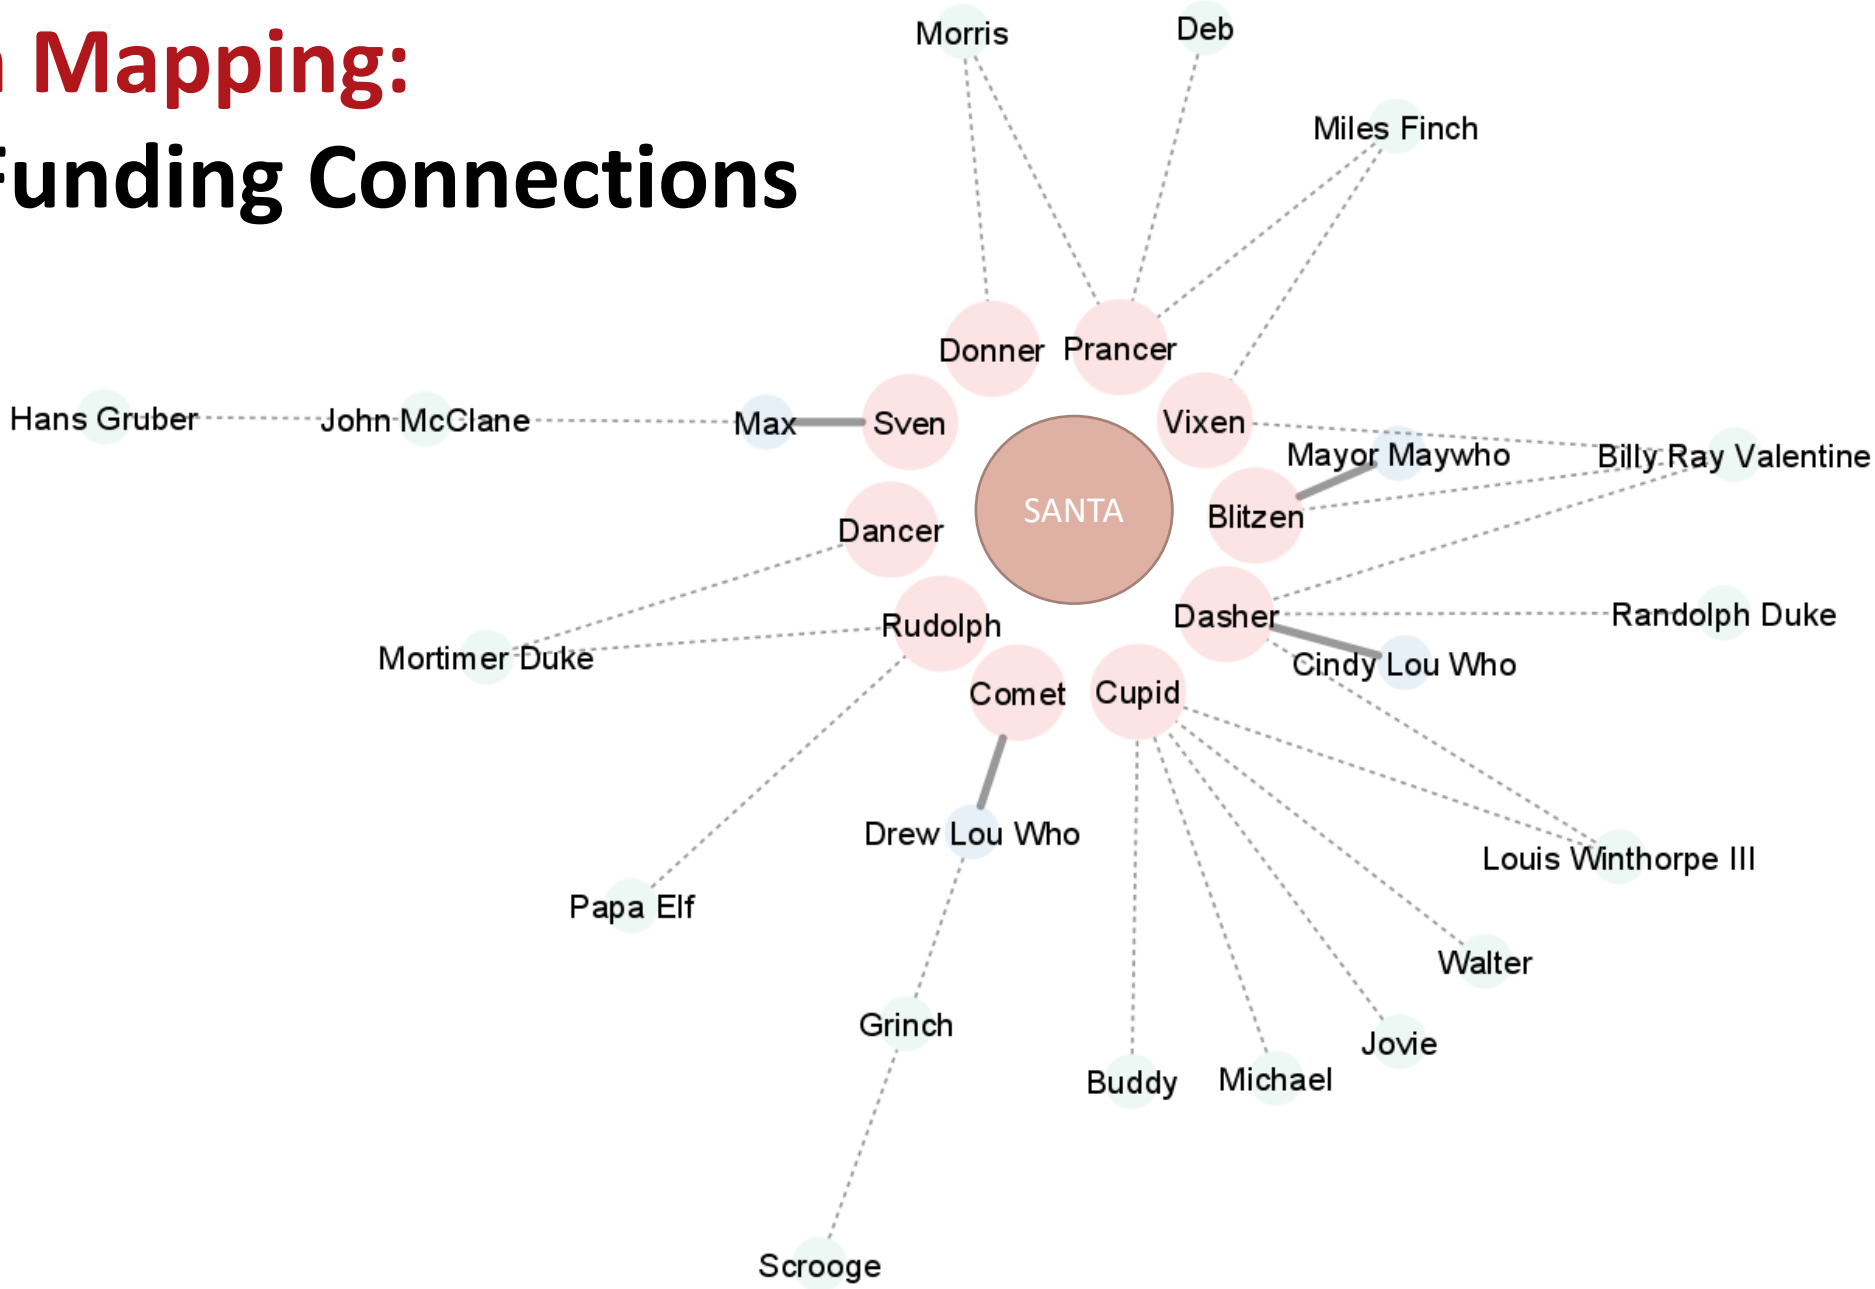 Mapping:
Funding Connections
Morris
Deb
Miles Finch
Donner
Prancer
Hans Gruber
John McClane
Max
Sven
Vixen
Mayor Maywho
Billy Ray Valentine
SANTA
Blitzen
Dancer
Dasher
Randolph Duke
Rudolph
Mortimer Duke
Cindy Lou Who
Comet
Cupid
Drew Lou Who
Louis Winthorpe III
Papa Elf
Walter
Grinch
Jovie
Buddy
Michael
Scrooge